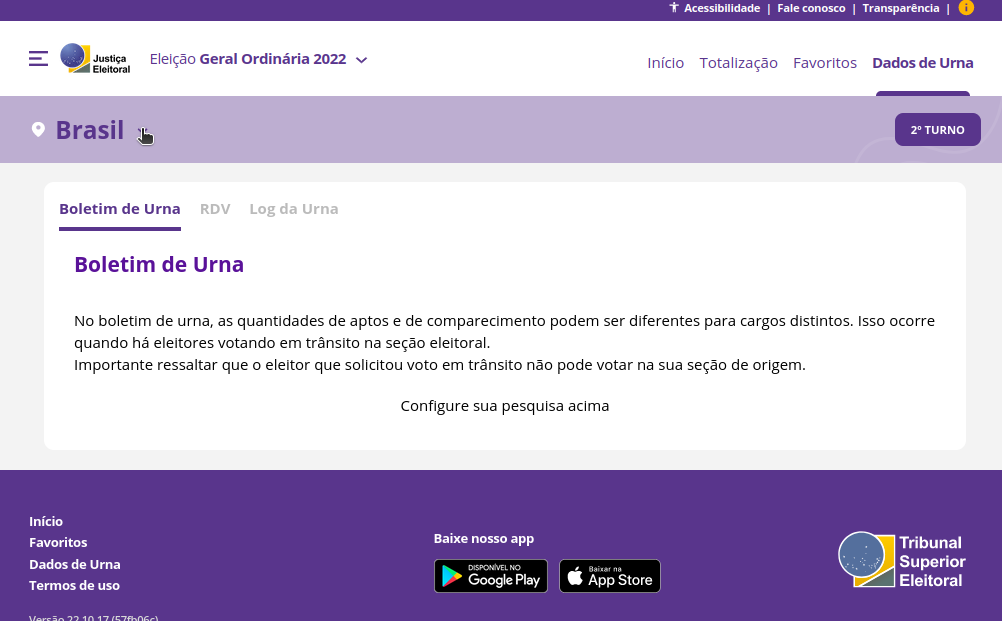 Acessibilidade | Fale conosco | Transparência |
Justiça
Eleitoral
Eleição Geral Ordinária 2022
Início Totalização Favoritos Dados de Urna
Brasil
2º TURNO
Boletim de Urna RDV Log da Urna
Boletim de Urna
No boletim de urna, as quantidades de aptos e de comparecimento podem ser diferentes para cargos distintos. Isso ocorre
quando há eleitores votando em trânsito na seção eleitoral.
Importante ressaltar que o eleitor que solicitou voto em trânsito não pode votar na sua seção de origem.
Configure sua pesquisa acima
Início
Favoritos
Dados de Urna
Termos de uso
Versão 22.10.17 (57fb06c)
Baixe nosso app
DISPONÍVEL NO
Google Play
Baixar na
App Store
Tribunal
Superior
Eleitoral